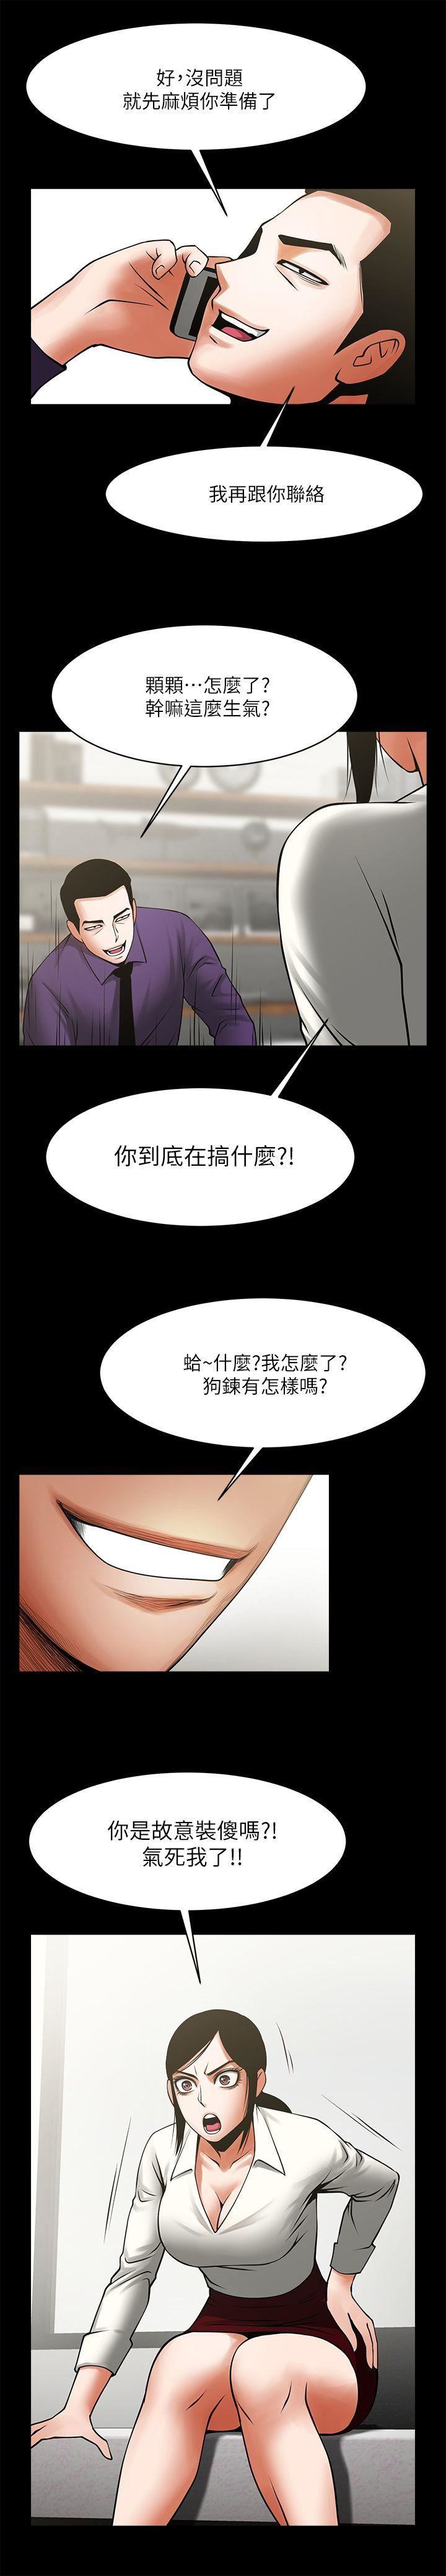 好，沒問題
就先麻煩你準備了
我再跟你聯絡
顆顆…怎麼了?
幹嘛這麼生氣?
你到底在搞什麼?!
蛤~什麼?我怎麼了?
狗鍊有怎樣嗎?
你是故意裝傻嗎?!
氣死我了!!